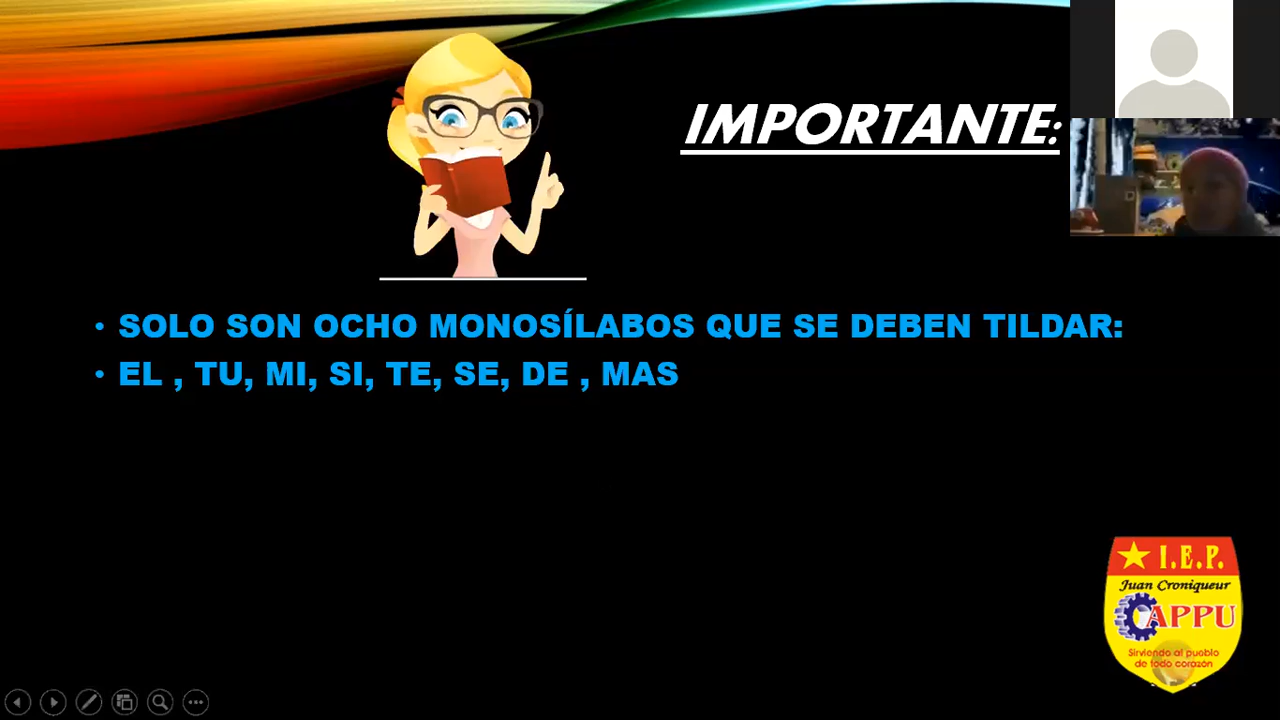 IMPORTANTE:
• SOLO SON OCHO MONOSÍLABOS QUE SE DEBEN TILDAR:
• EL , TU, MI, SI, TE, SE, DE , MAS
I.E.P.
Juan Croniqueur
CAPPU
Sirviendo al pueblo
de todo corazón